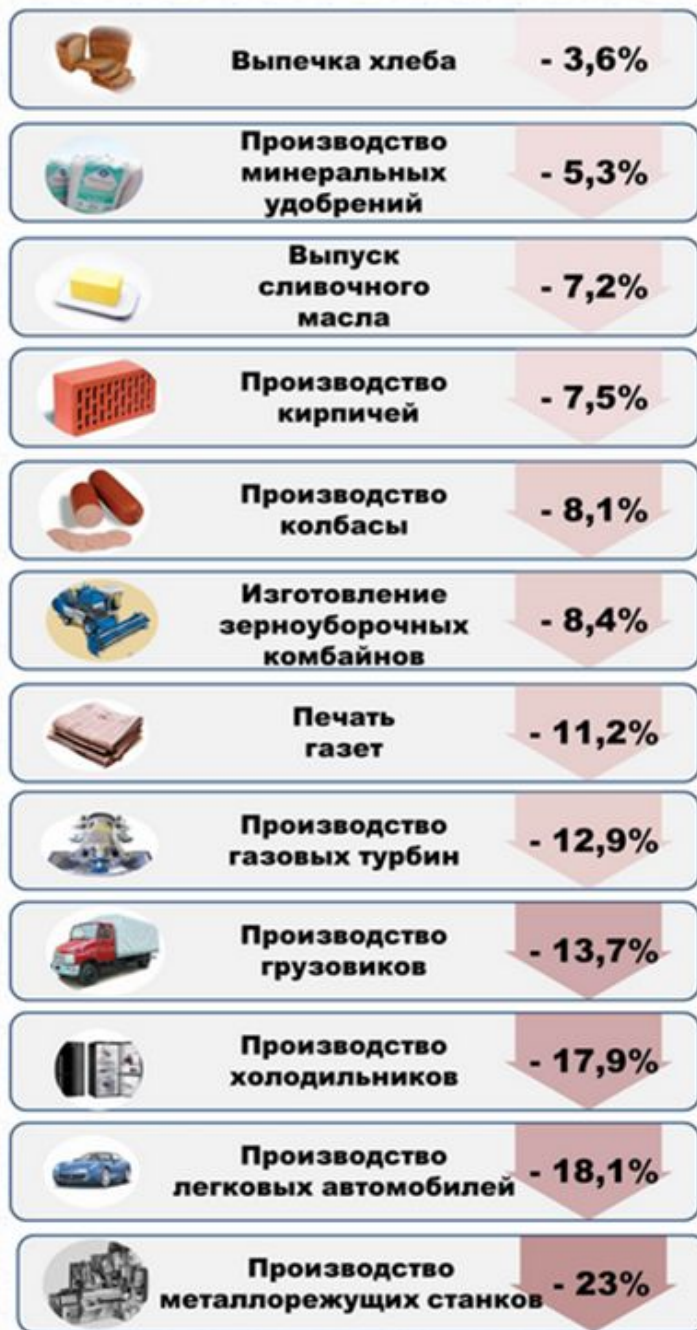 Выпечка хлеба - 3,6%
Производство
минеральных
удобрений
- 5,3%
Выпуск
сливочного
масла
- 7,2%
Производство
кирпичей
- 7,5%
Производство
колбасы
- 8,1%
Изготовление
зерноуборочных
комбайнов
- 8,4%
Печать
газет
- 11,2%
Производство
газовых турбин
- 12,9%
Производство
грузовиков
- 13,7%
Производство
холодильников
- 17,9%
Производство
легковых автомобилей
- 18,1%
Производство
металлорежущих станков
- 23%